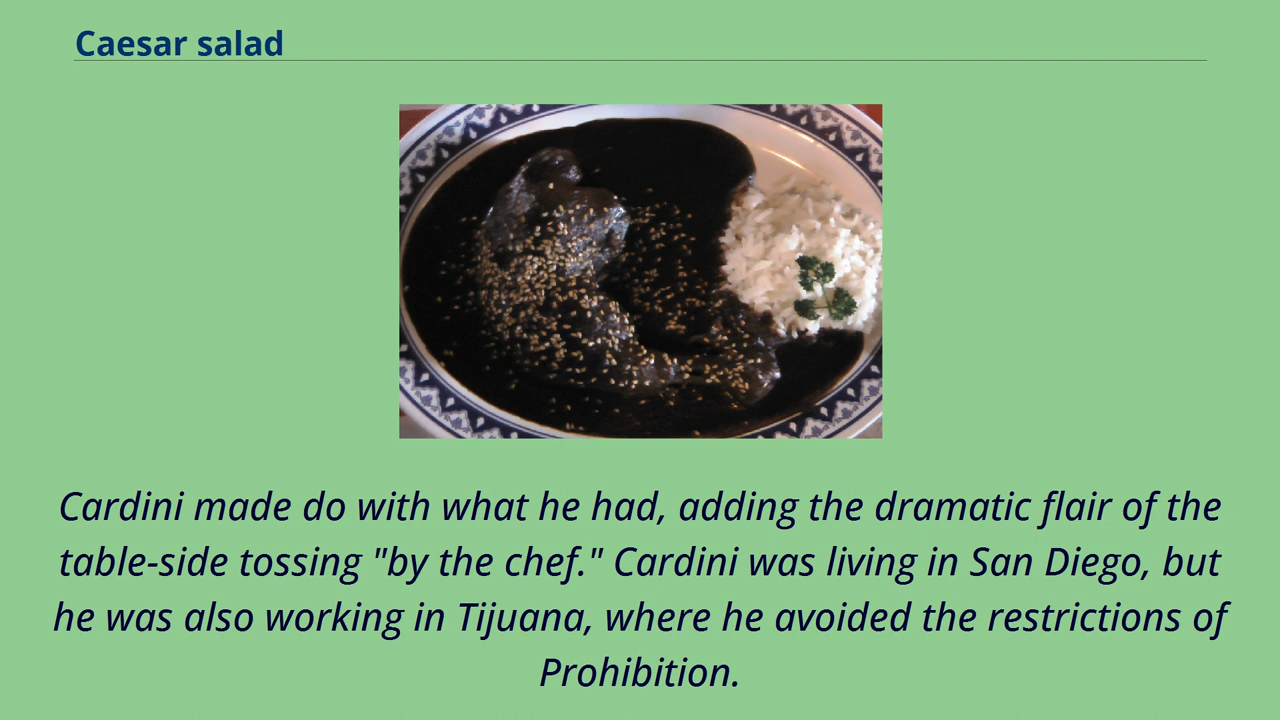 Caesar salad
Cardini made do with what he had, adding the dramatic flair of the
table-side tossing "by the chef." Cardini was living in San Diego, but
he was also working in Tijuana, where he avoided the restrictions of
Prohibition.